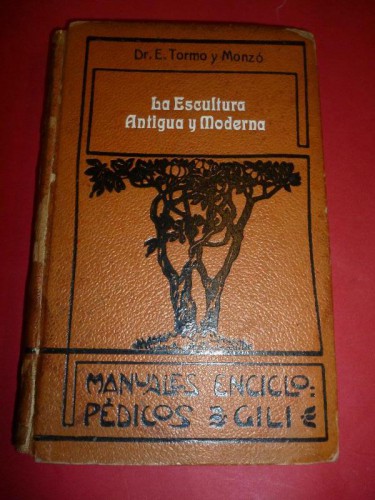 Dr. E. Tormo y Monzó
La Escultura
Antigua y Moderna
MANUALES ENCICLO:
PÉDICOS GILI